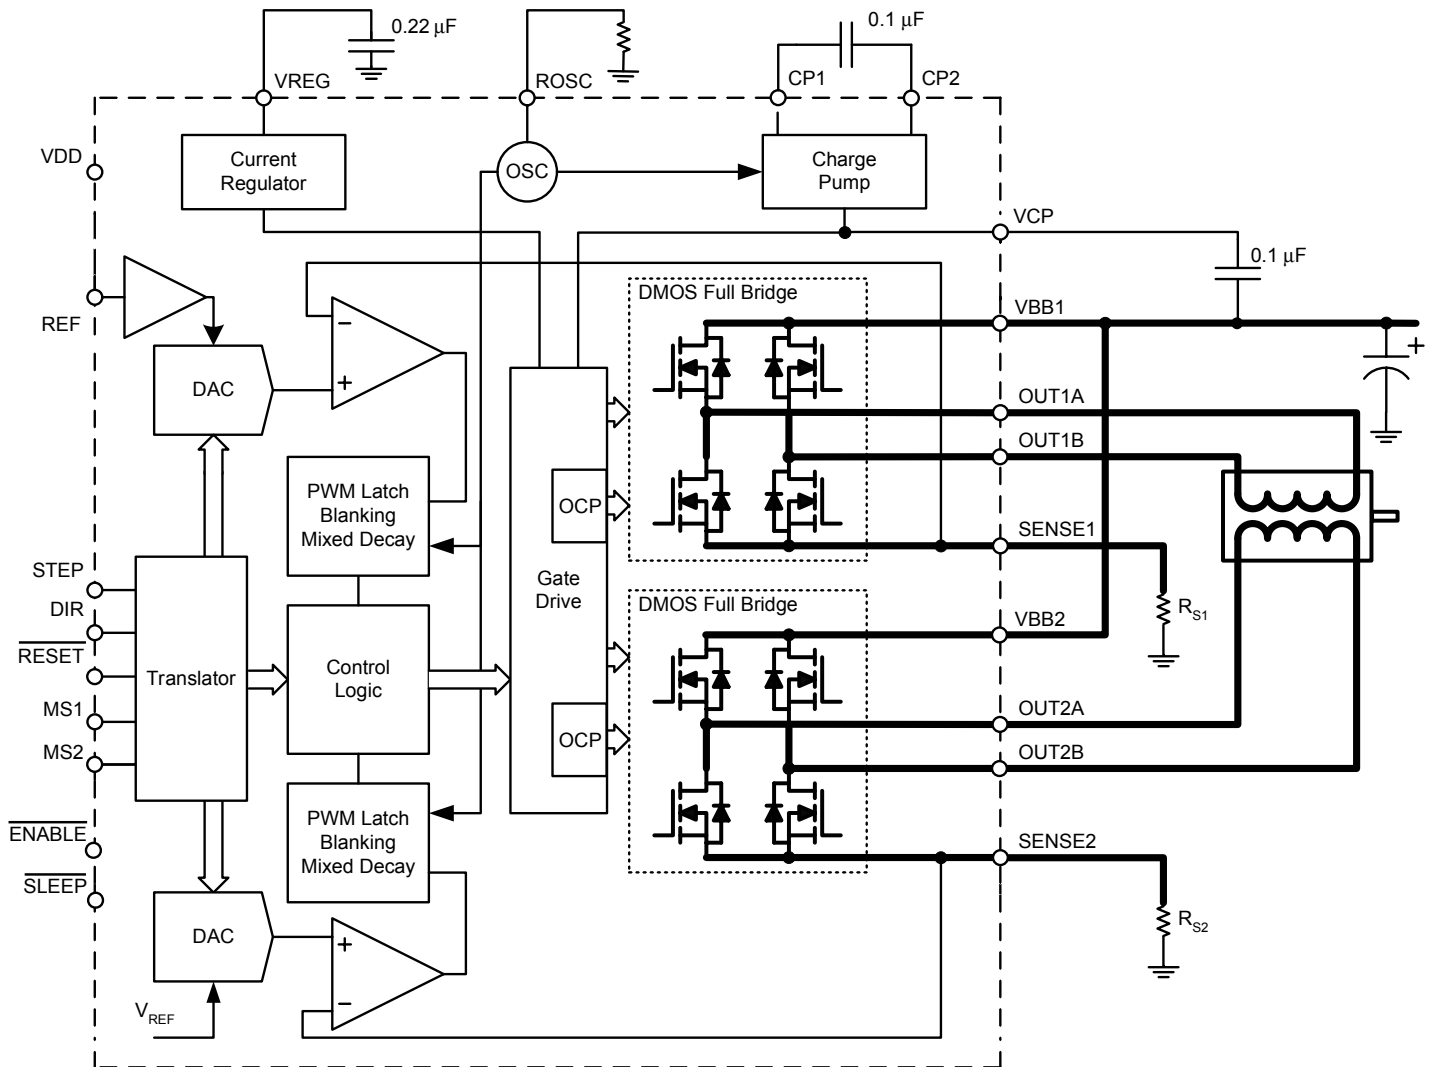 0.22 µF
0.1 µF
VREG
ROSC
CP1
CP2
VDD
Current
Regulator
OSC
Charge
Pump
VCP
0.1 µF
REF
DMOS Full Bridge
VBB1
−
+
+
DAC
OUT1A
OUT1B
PWM Latch
Blanking
Mixed Decay
OCP
SENSE1
STEP
DIR
RESET
MS1
MS2
Translator
Control
Logic
Gate
Drive
DMOS Full Bridge
RS1
VBB2
OUT2A
OCP
OUT2B
PWM Latch
Blanking
Mixed Decay
ENABLE
SLEEP
SENSE2
DAC
+
−
RS2
VREF